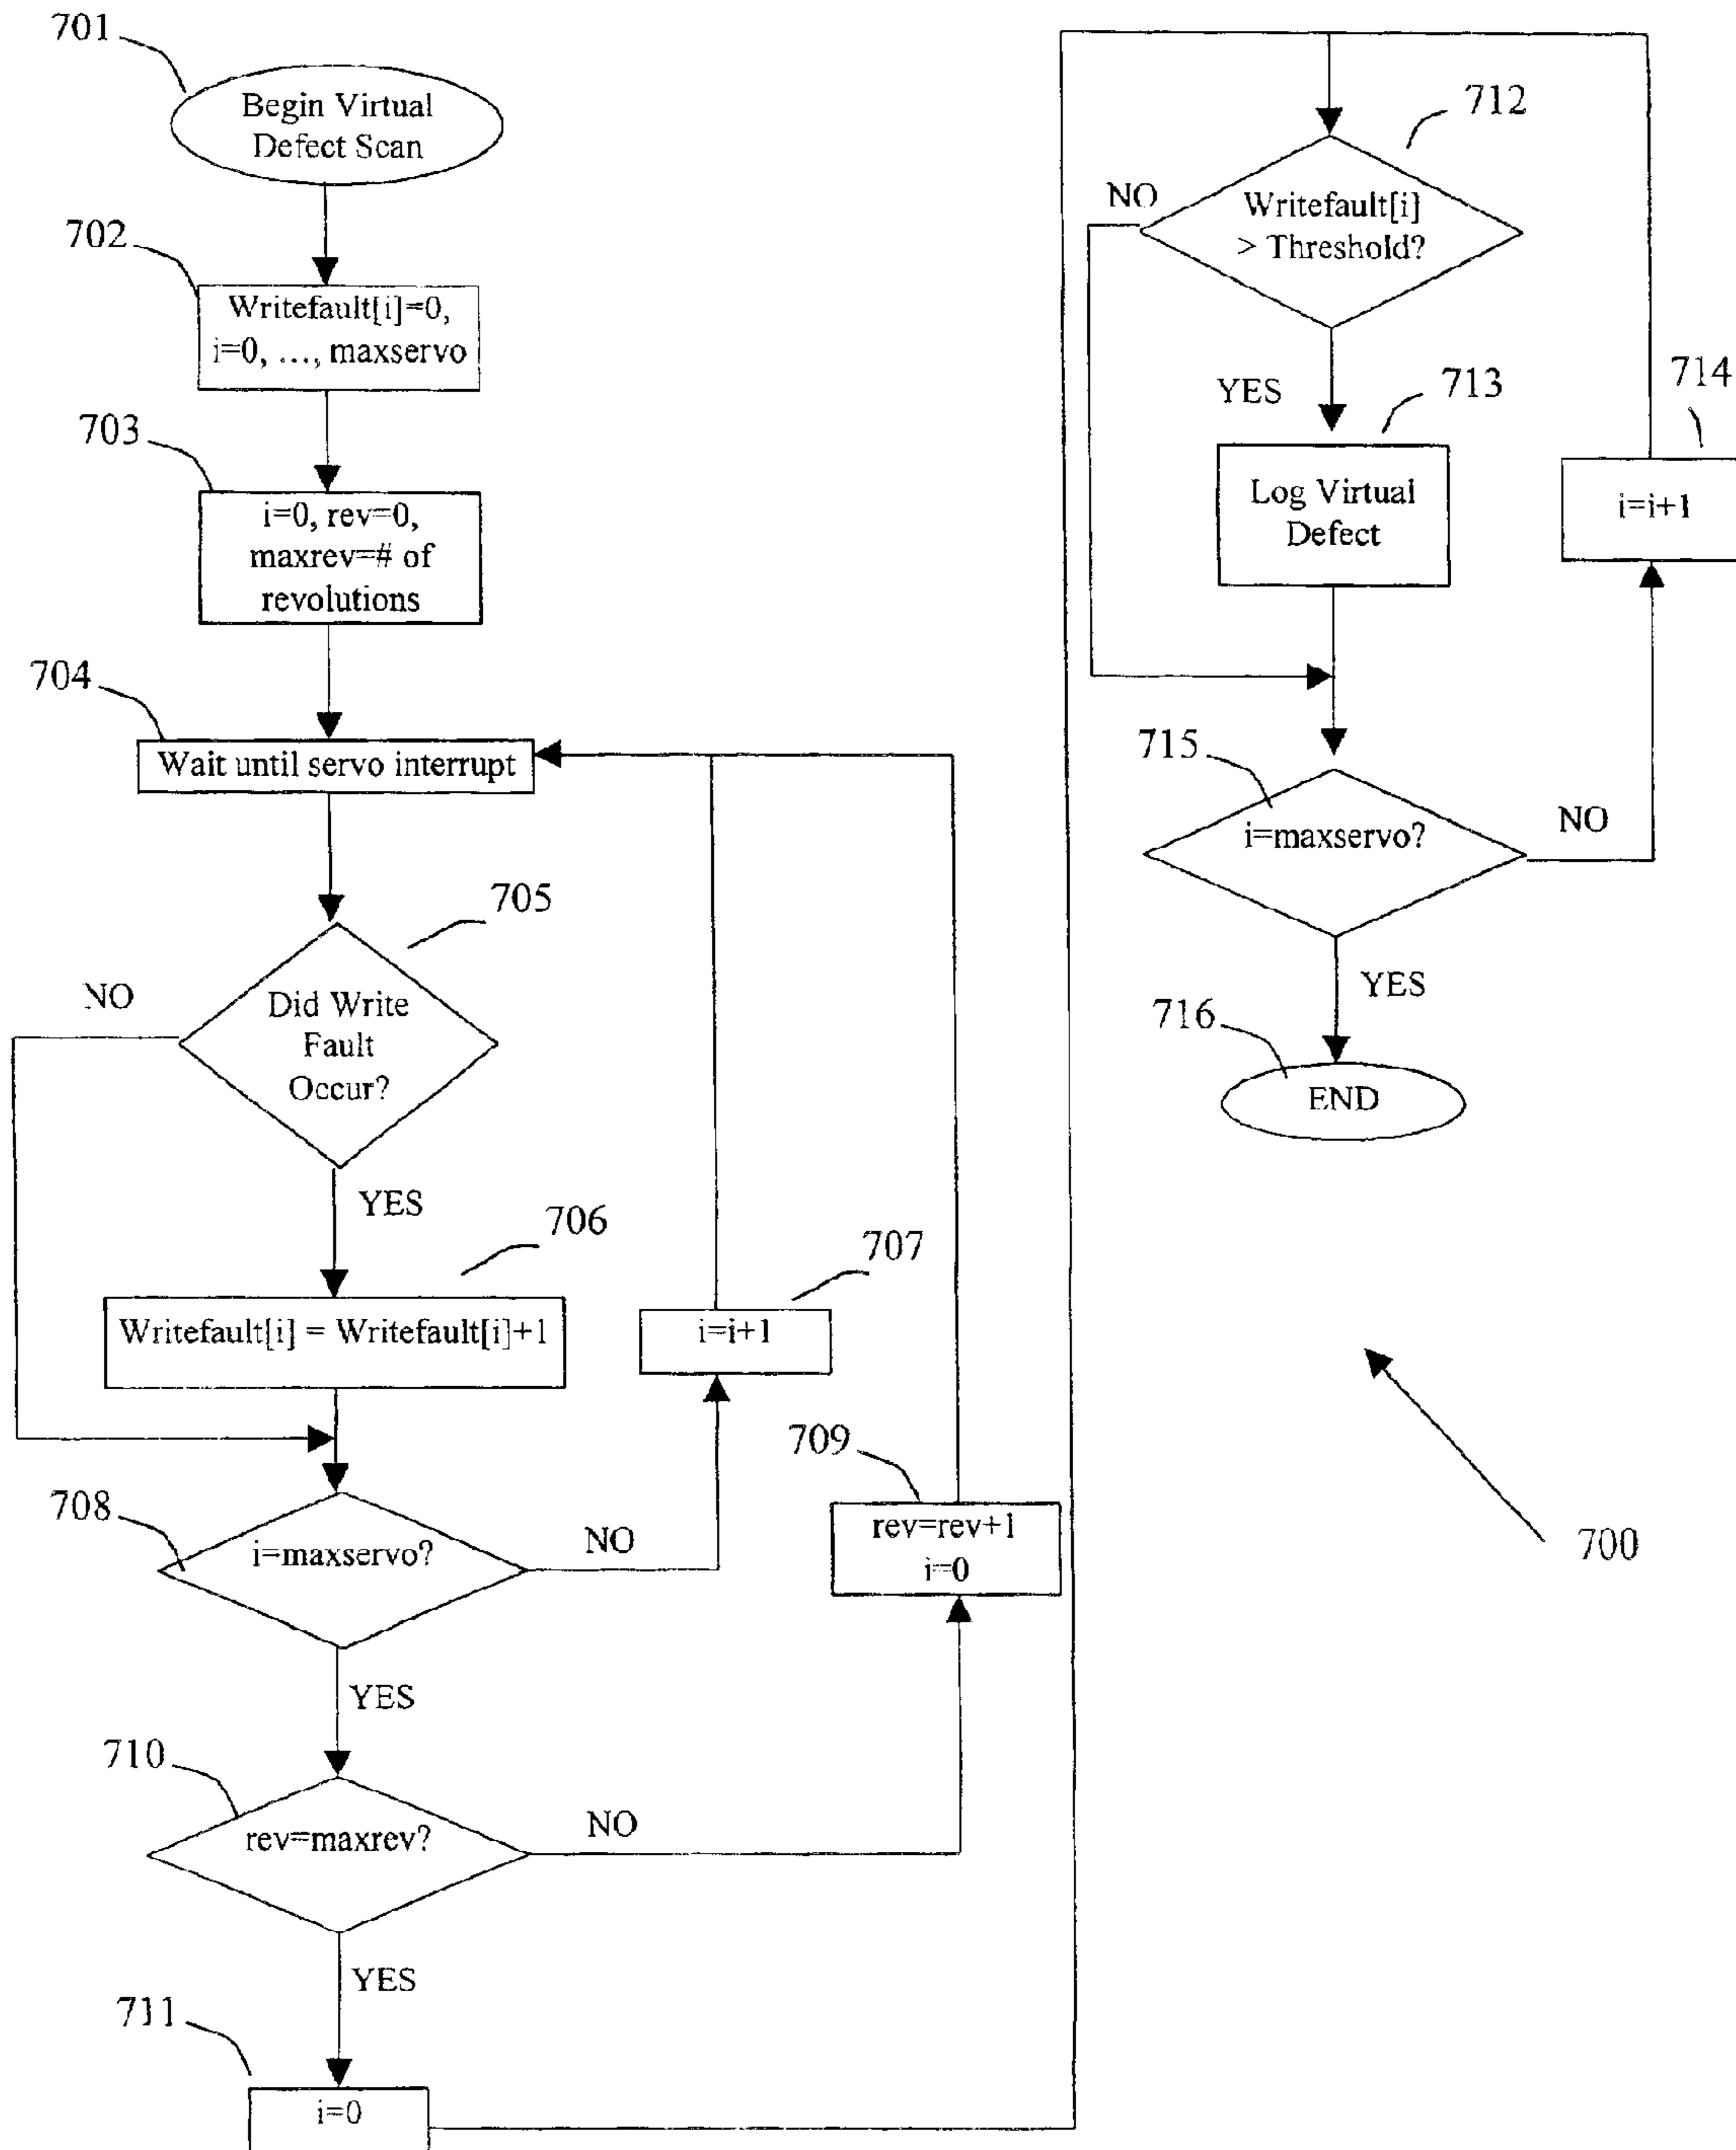 701
Begin Virtual
Defect Scan
702
Writefault[i]=0,
i=0, ..., maxservo
703
i=0, rev=0,
maxrev=# of
revolutions
704
Wait until servo interrupt
705
NO
Did Write
Fault
Occur?
YES
706
Writefault[i] = Writefault[i]+1
707
i=i+1
708
i=maxservo?
NO
YES
709
rev=rev+1
i=0
710
rev=maxrev?
NO
YES
711
i=0
712
NO
Writefault[i]
> Threshold?
YES
713
Log Virtual
Defect
714
i=i+1
715
i=maxservo?
NO
YES
716
END
700